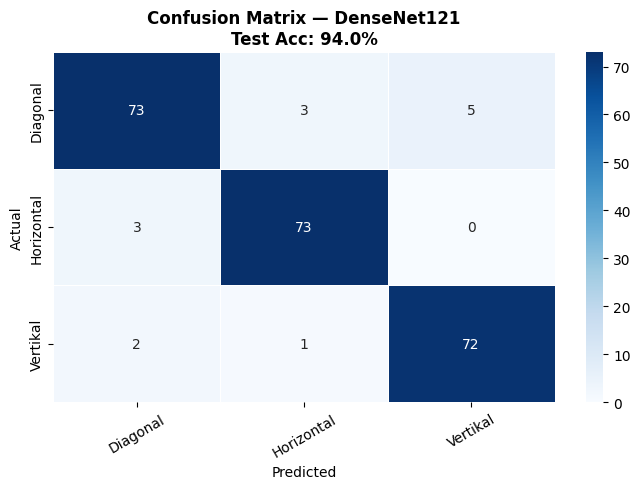 Confusion Matrix — DenseNet121
Test Acc: 94.0%
Actual
Diagonal
73 3 5
Horizontal
3 73 0
Vertikal
2 1 72
Diagonal Horizontal Vertikal
Predicted
70
60
50
40
30
20
10
0